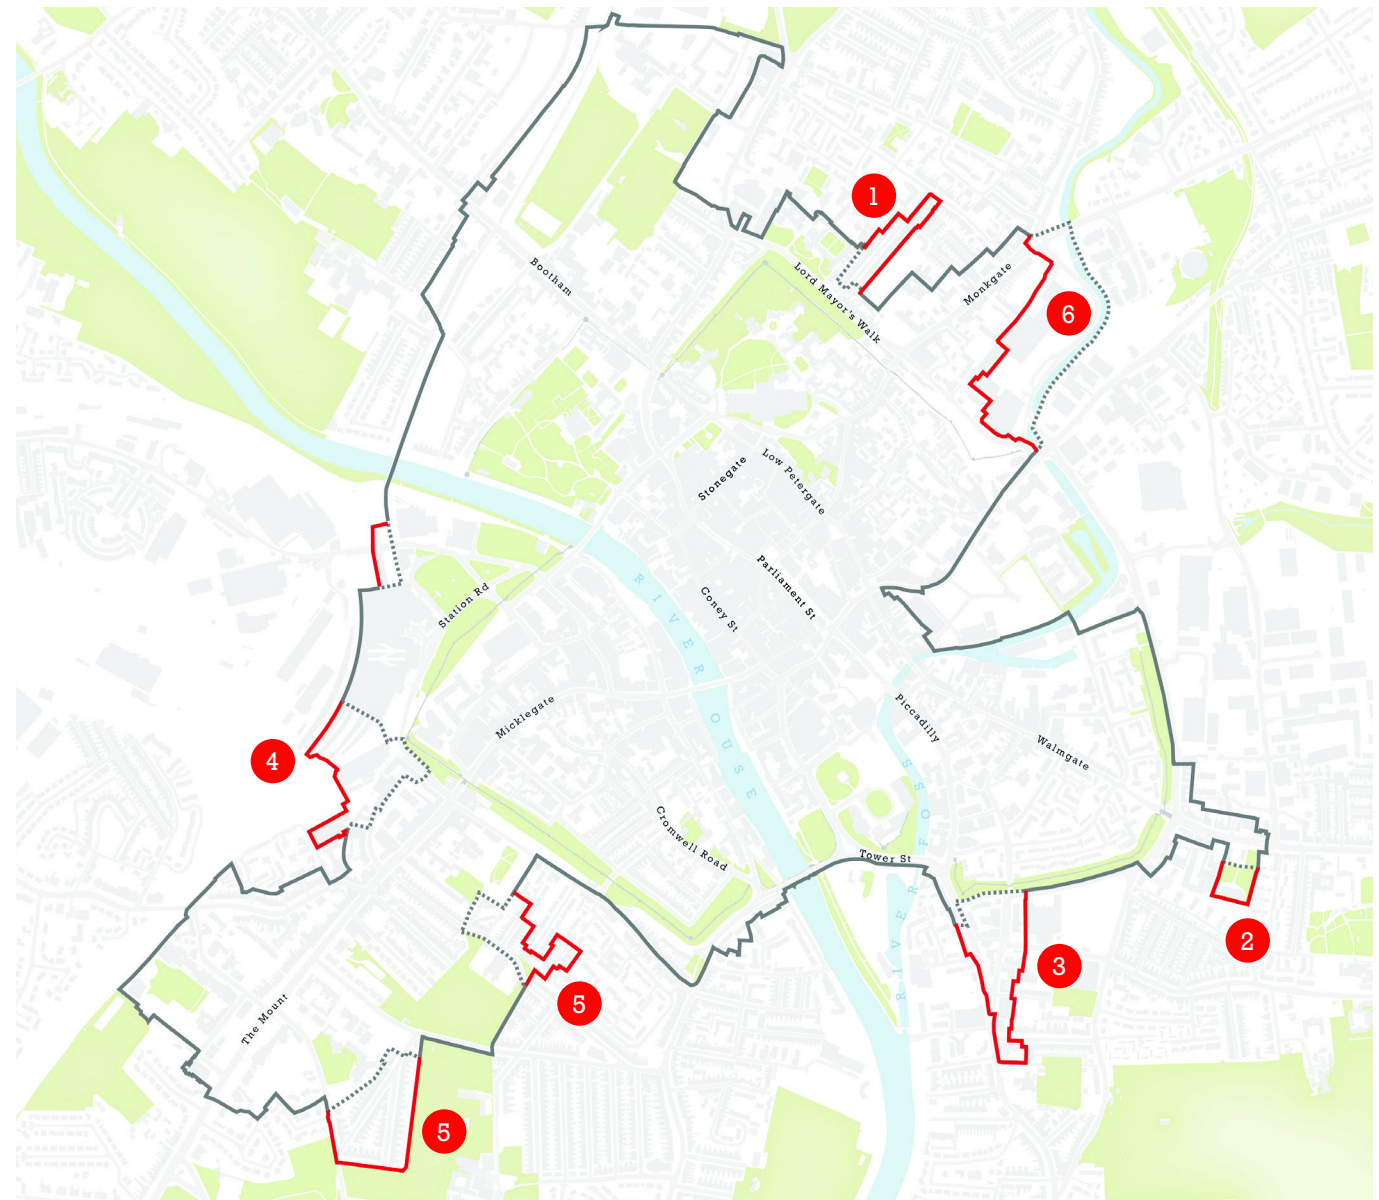 1
Bootham
Lord Mayor's Walk
Monkgate
6
Stonegate
Low Petergate
Parliament St
Coney St
Station Rd
RIVER OUSE
Micklegate
Piccadilly
Walmgate
4
Cromwell Road
Tower St
RIVER FOSS
2
3
5
The Mount
5